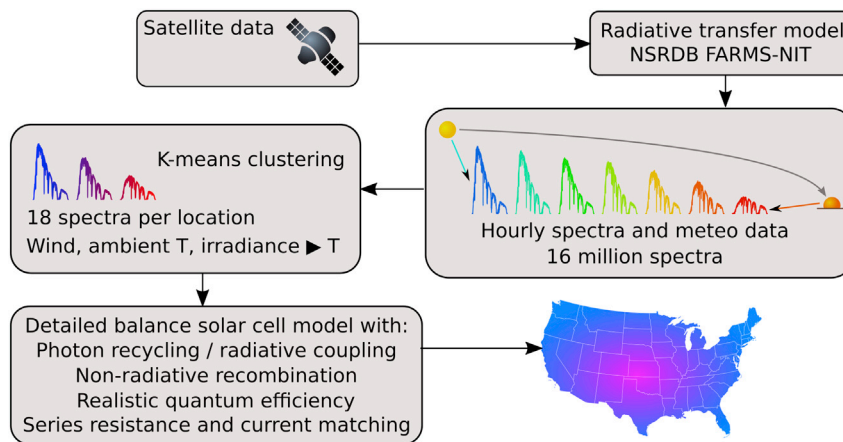 Satellite data
Radiative transfer model
NSRDB FARMS-NIT
Hourly spectra and meteo data
16 million spectra
K-means clustering
18 spectra per location
Wind, ambient T, irradiance ▶ T
Detailed balance solar cell model with:
Photon recycling / radiative coupling
Non-radiative recombination
Realistic quantum efficiency
Series resistance and current matching